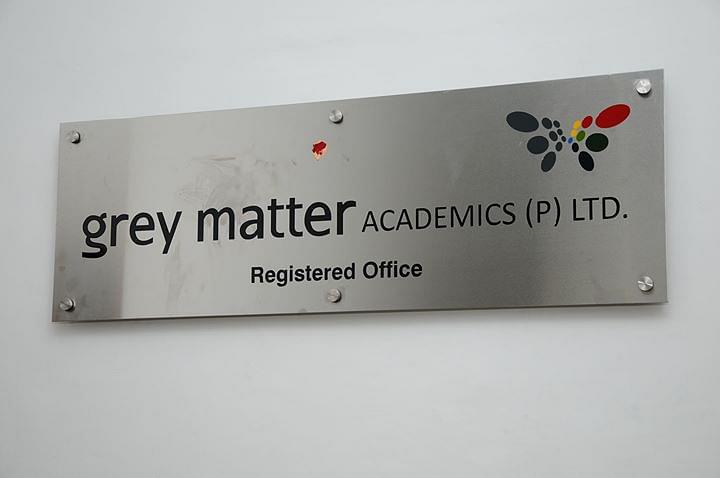 grey matter ACADEMICS (P) LTD.
Registered Office